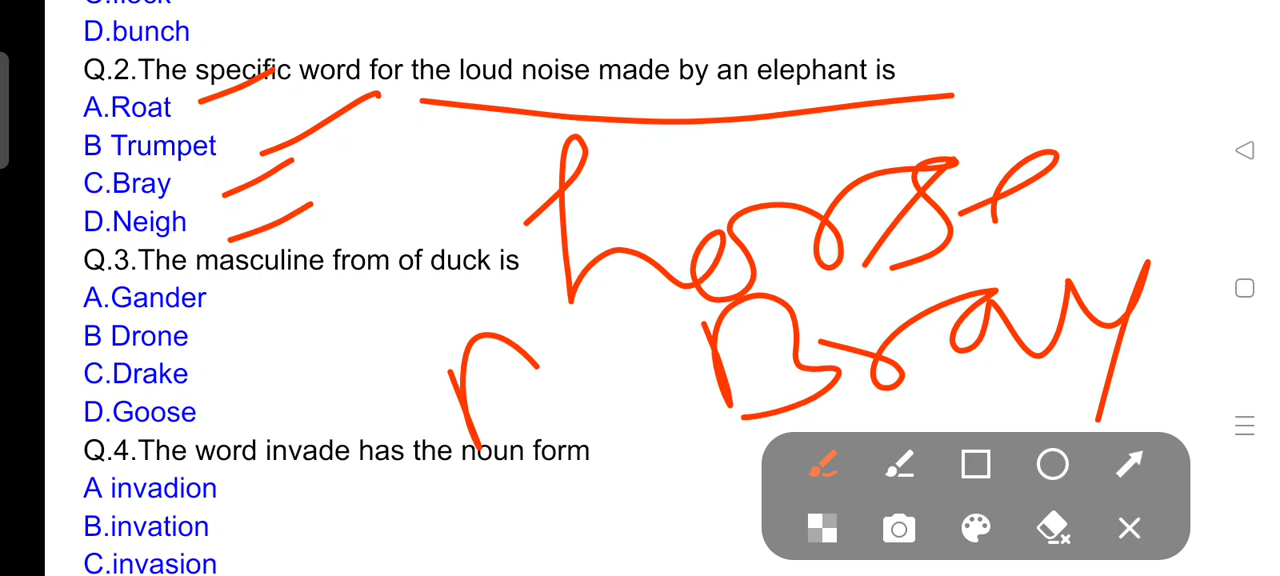 D.bunch
Q.2.The specific word for the loud noise made by an elephant is
A.Roat
B Trumpet
C.Bray
D.Neigh
horse
Q.3.The masculine from of duck is
A.Gander
Bray
B Drone
C.Drake
r
D.Goose
Q.4.The word invade has the noun form
A invadion
B.invation
C.invasion